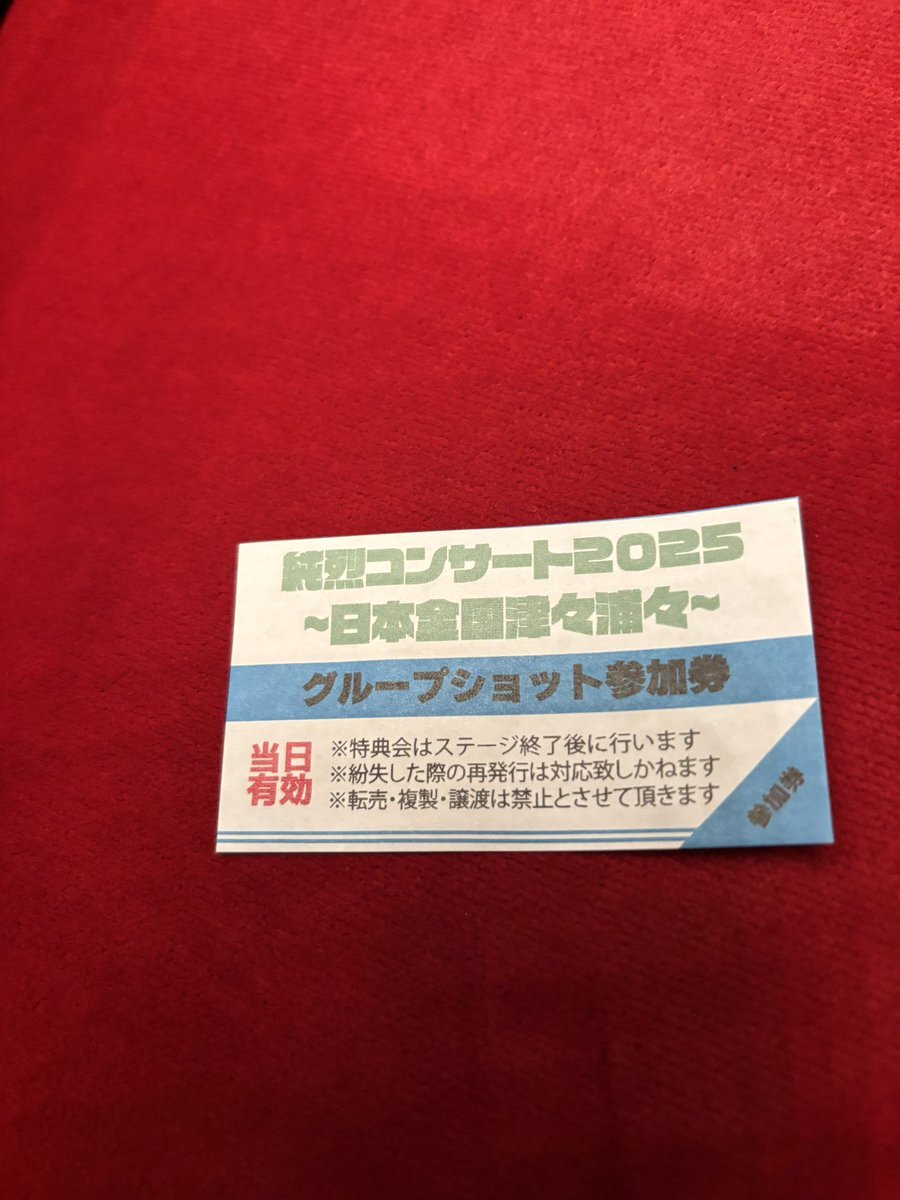 純烈コンサート2025
~日本全国津々浦々~
グループショット参加券
当日
有効
※特典会はステージ終了後に行います
※紛失した際の再発行は対応致しかねます
※転売・複製・譲渡は禁止とさせて頂きます
参加券